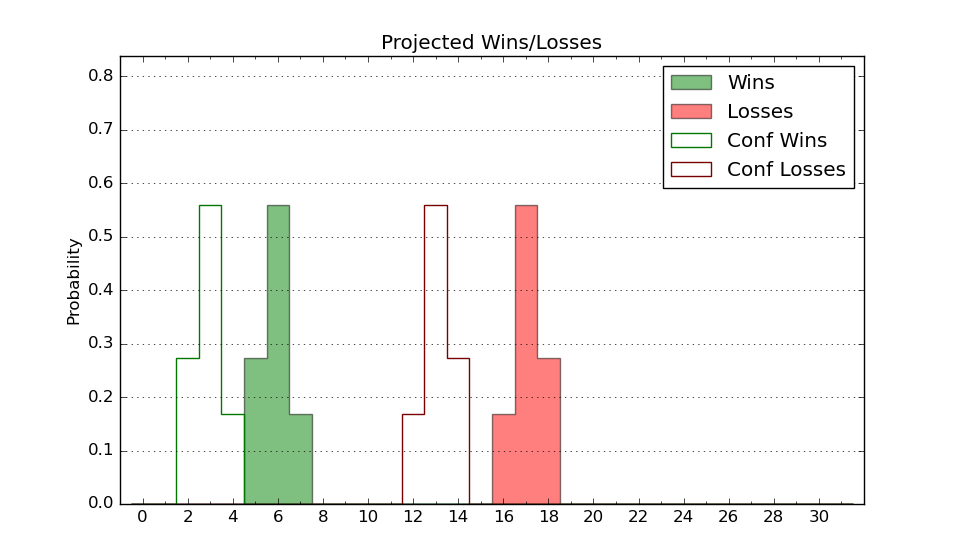 Projected Wins/Losses
Wins
Losses
Conf Wins
Conf Losses
Probability
0.8
0.7
0.6
0.5
0.4
0.3
0.2
0.1
0.0
0 2 4 6 8 10 12 14 16 18 20 22 24 26 28 30